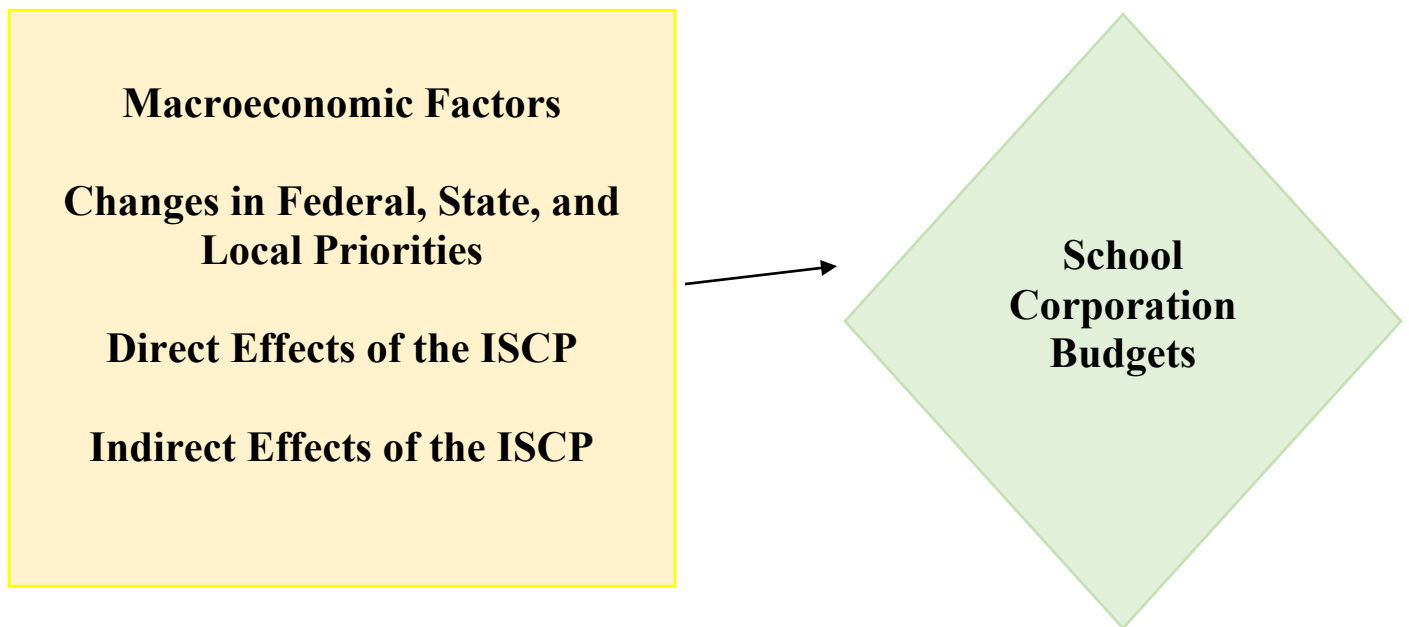 Macroeconomic Factors
Changes in Federal, State, and
Local Priorities
Direct Effects of the ISCP
Indirect Effects of the ISCP
School
Corporation
Budgets